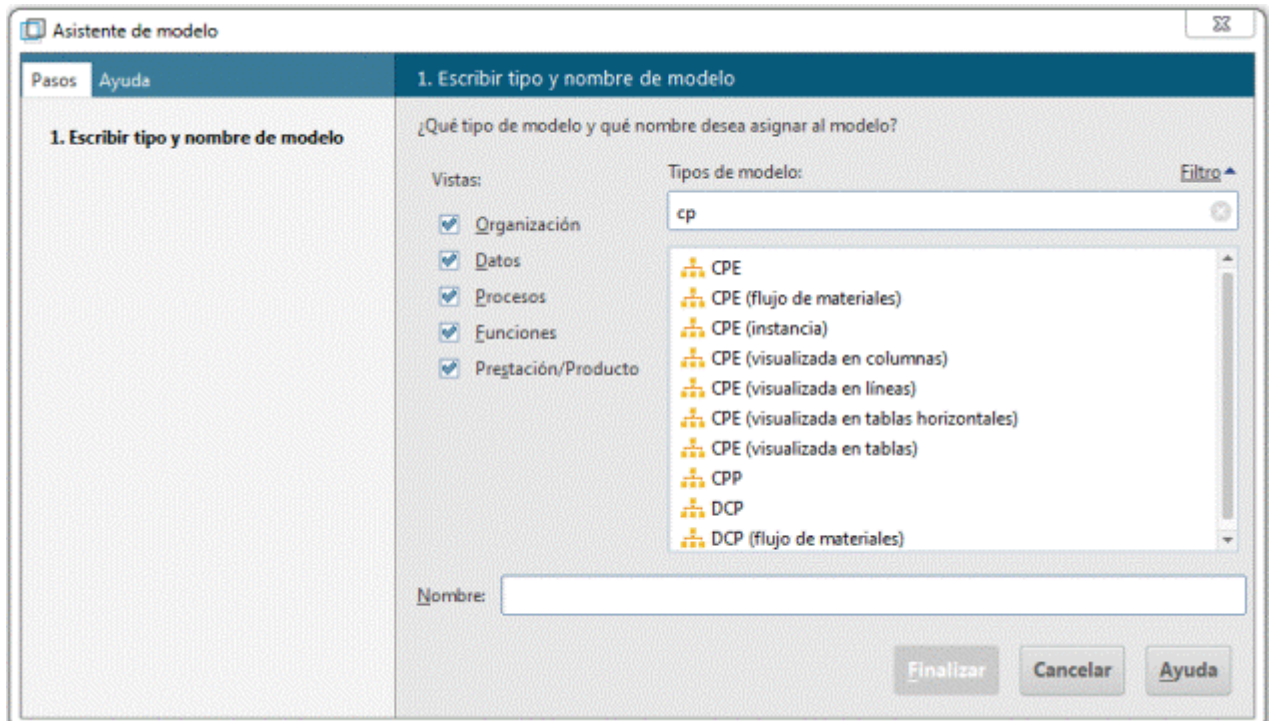 Asistente de modelo
Pasos
Ayuda
1. Escribir tipo y nombre de modelo
1. Escribir tipo y nombre de modelo
¿Qué tipo de modelo y qué nombre desea asignar al modelo?
Vistas:
Organización
Datos
Procesos
Funciones
Prestación/Producto
Tipos de modelo:
Filtro
cp
CPE
CPE (flujo de materiales)
CPE (instancia)
CPE (visualizada en columnas)
CPE (visualizada en líneas)
CPE (visualizada en tablas horizontales)
CPE (visualizada en tablas)
CPP
DCP
DCP (flujo de materiales)
Nombre:
Finalizar
Cancelar
Ayuda